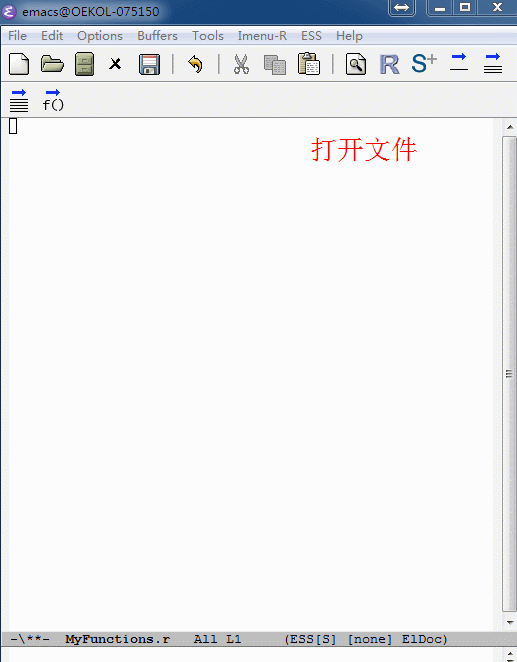 emacs@OEKOL-075150
File Edit Options Buffers Tools Imenu-R ESS Help
R S+
f()
打开文件
-\**- MyFunctions.r All L1 (ESS[S] [none] ElDoc)